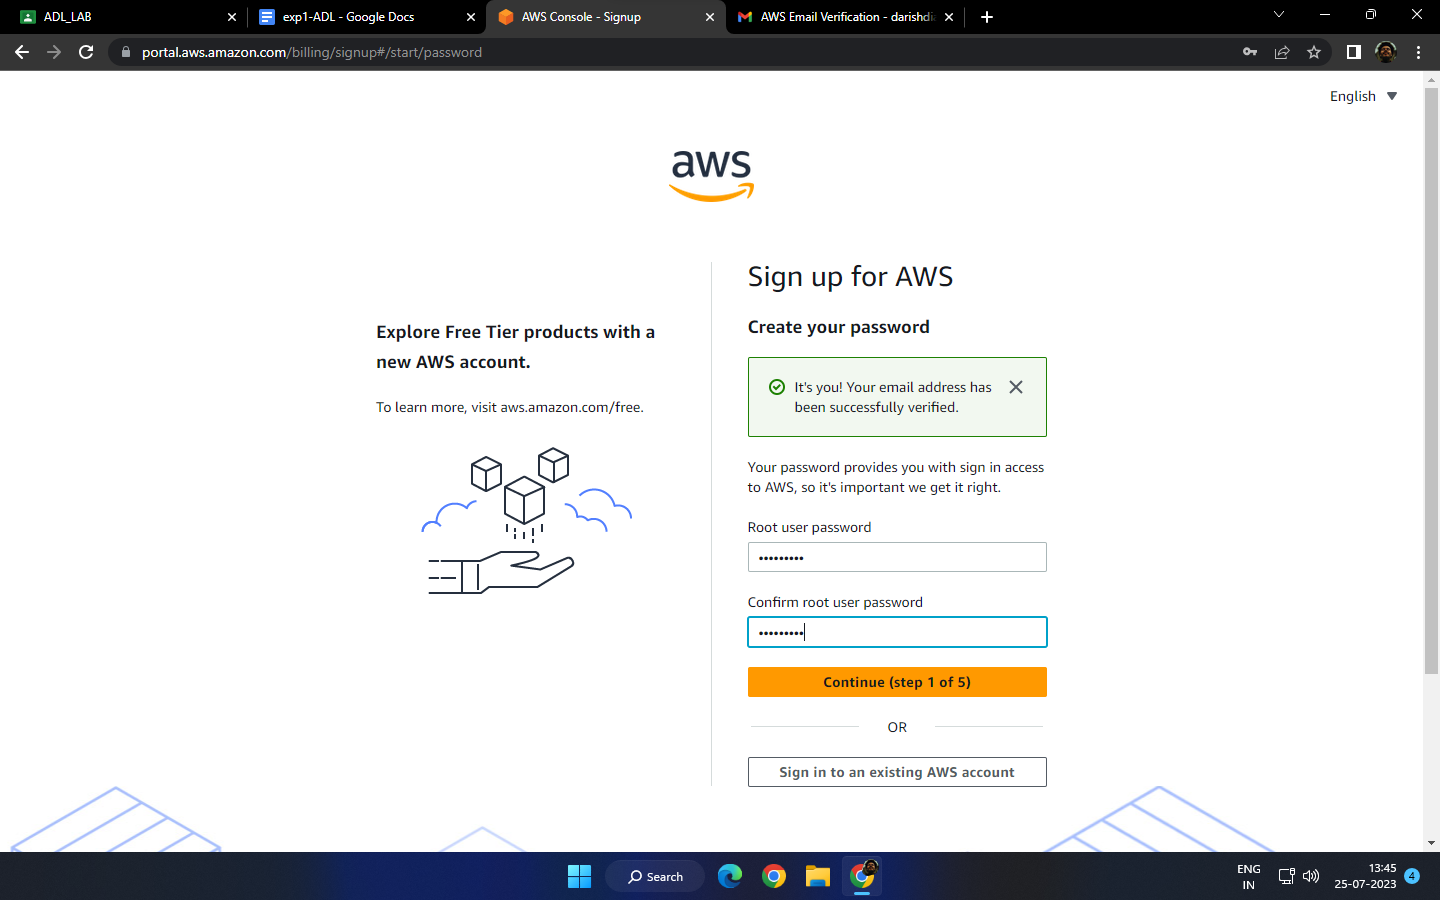 ADL_LAB
exp1-ADL - Google Docs
AWS Console - Signup
AWS Email Verification - darishdi
portal.aws.amazon.com/billing/signup#/start/password
English
aws
Explore Free Tier products with a
new AWS account.
To learn more, visit aws.amazon.com/free.
Sign up for AWS
Create your password
It's you! Your email address has
been successfully verified.
Your password provides you with sign in access
to AWS, so it's important we get it right.
Root user password
•••••••••
Confirm root user password
•••••••••
Continue (step 1 of 5)
OR
Sign in to an existing AWS account
Search
ENG
IN
13:45
25-07-2023
4